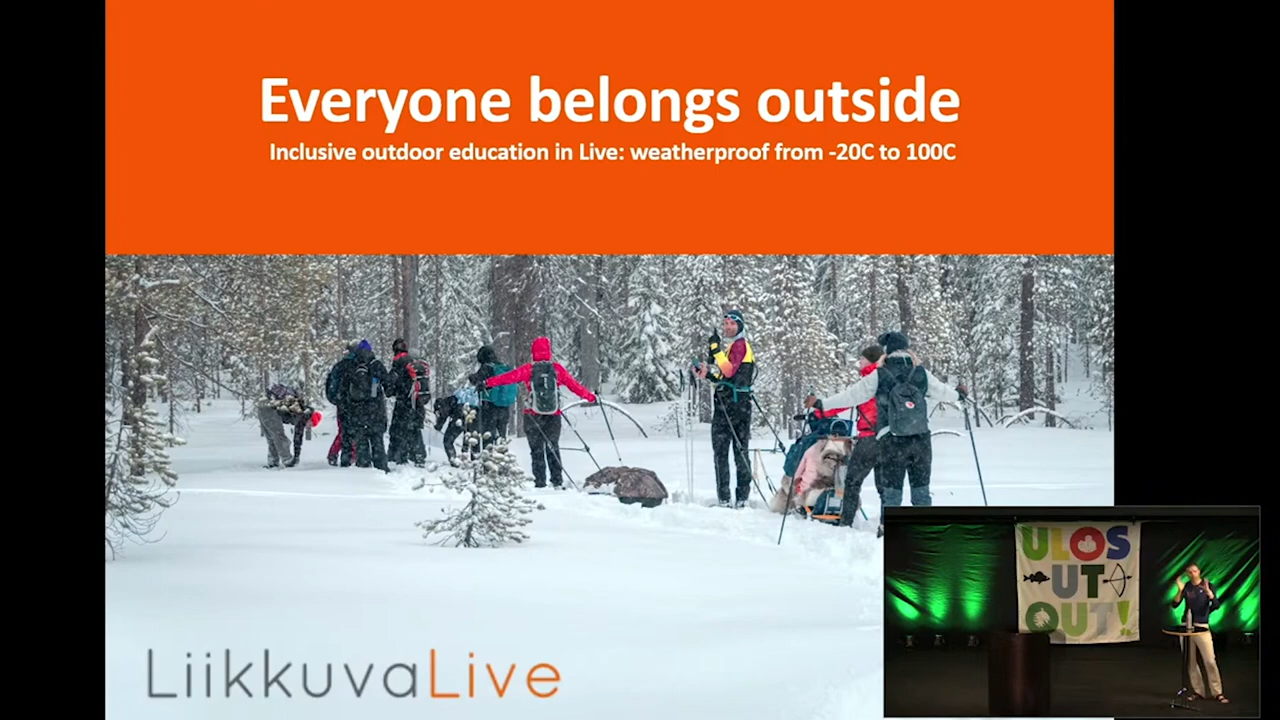 Everyone belongs outside
Inclusive outdoor education in Live: weatherproof from -20C to 100C
LiikkuvaLive
ULOS
UT
OUT!